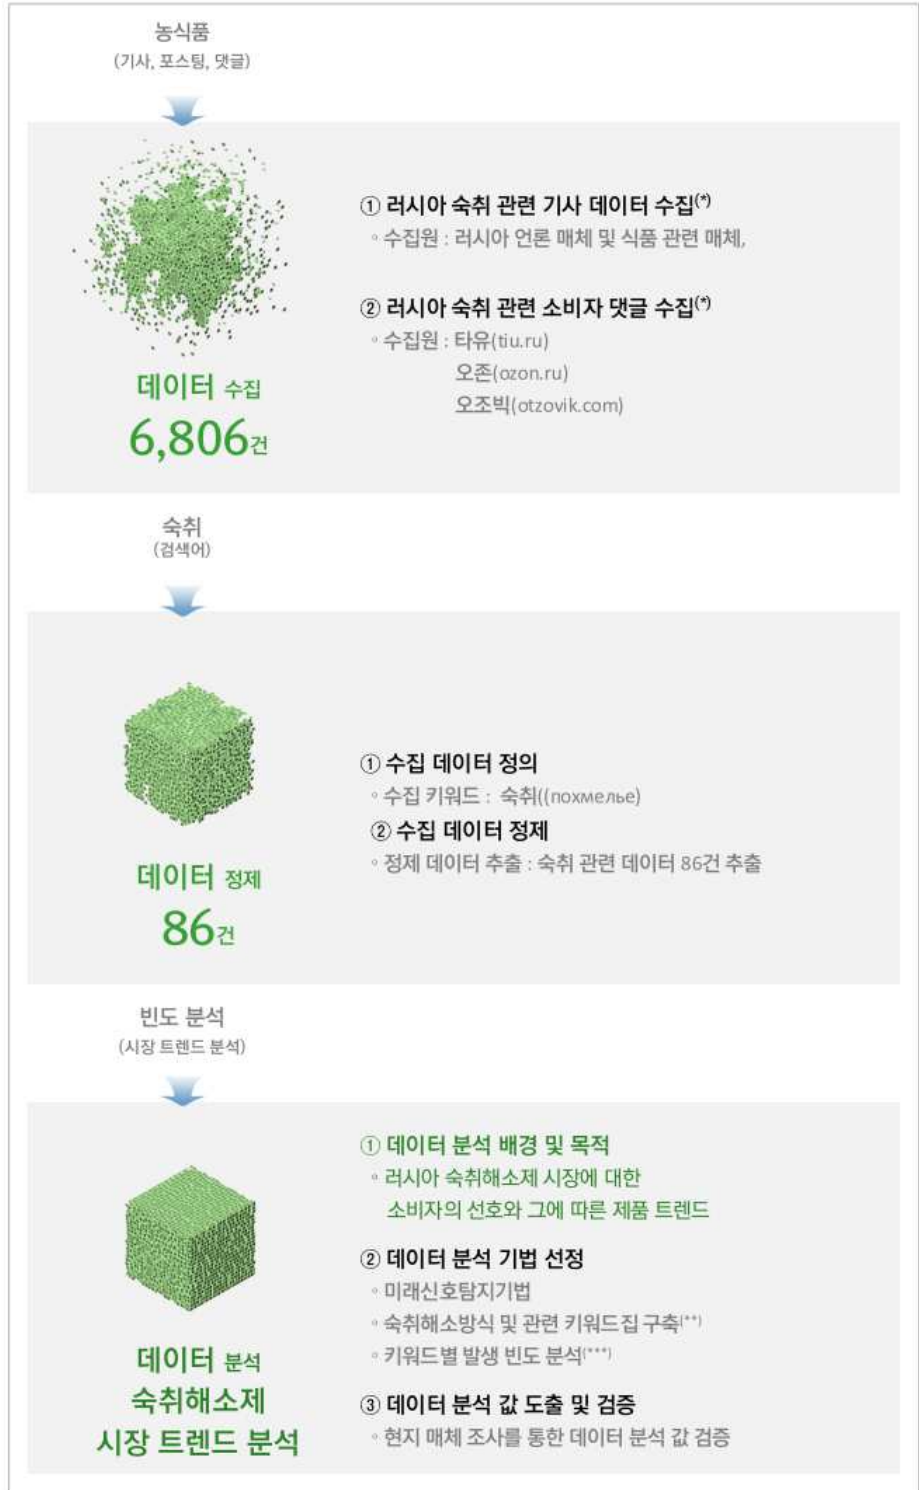 농식품
(기사, 포스팅, 댓글)
① 러시아 숙취 관련 기사 데이터 수집(*)
◦ 수집원 : 러시아 언론 매체 및 식품 관련 매체,
② 러시아 숙취 관련 소비자 댓글 수집(*)
◦ 수집원 : 타유(tiu.ru)
오존(ozon.ru)
오조빅(otzovik.com)
데이터 수집
6,806건
숙취
(검색어)
① 수집 데이터 정의
◦ 수집 키워드 : 숙취((похмелье)
② 수집 데이터 정제
◦ 정제 데이터 추출 : 숙취 관련 데이터 86건 추출
데이터 정제
86건
빈도 분석
(시장 트렌드 분석)
① 데이터 분석 배경 및 목적
◦ 러시아 숙취해소제 시장에 대한
소비자의 선호와 그에 따른 제품 트렌드
② 데이터 분석 기법 선정
◦ 미래신호탐지기법
◦ 숙취해소방식 및 관련 키워드집 구축(**)
◦ 키워드별 발생 빈도 분석(***)
③ 데이터 분석 값 도출 및 검증
◦ 현지 매체 조사를 통한 데이터 분석 값 검증
데이터 분석
숙취해소제
시장 트렌드 분석